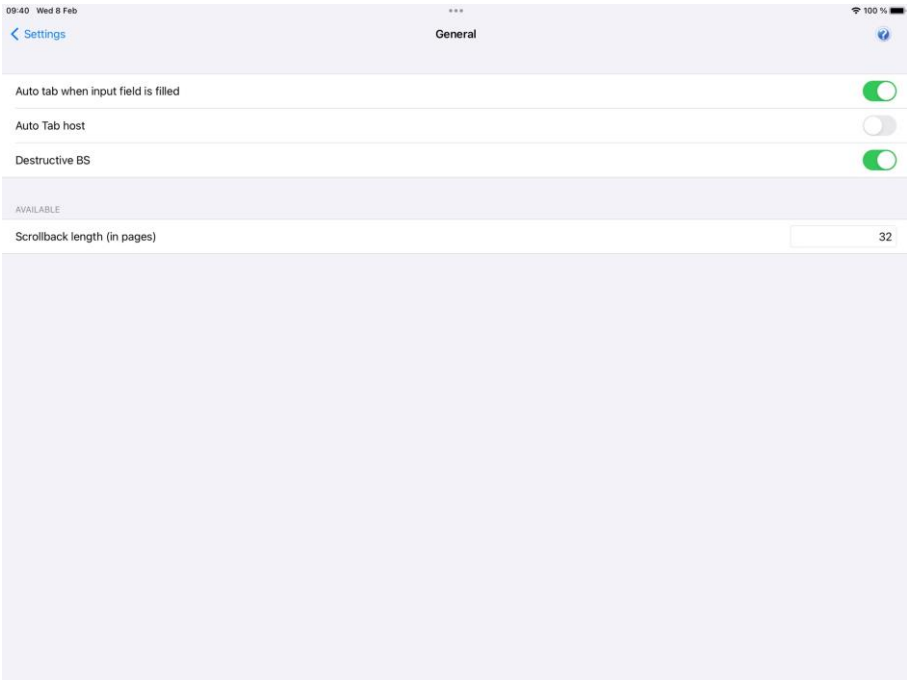 09:40 Wed 8 Feb 100 %
Settings General
Auto tab when input field is filled
Auto Tab host
Destructive BS
AVAILABLE
Scrollback length (in pages) 32